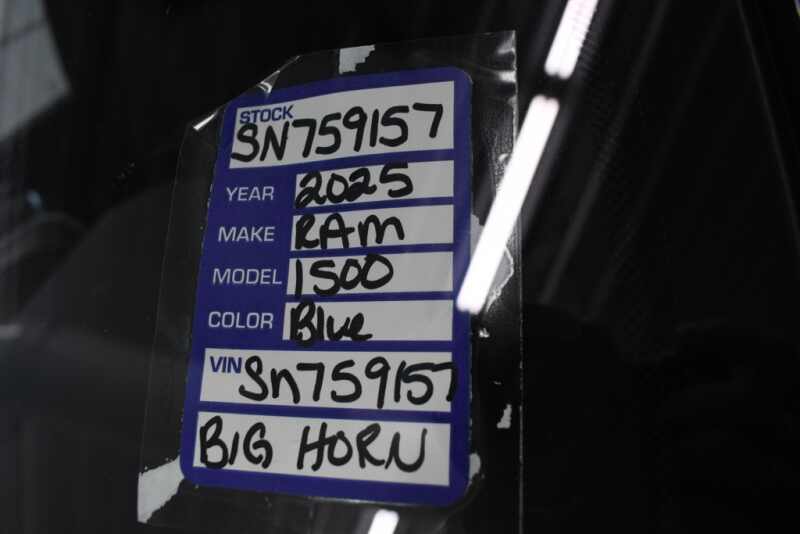 STOCK
SN759157
YEAR 2025
MAKE RAM
MODEL 1500
COLOR Blue
VIN Sn759157
BIG HORN